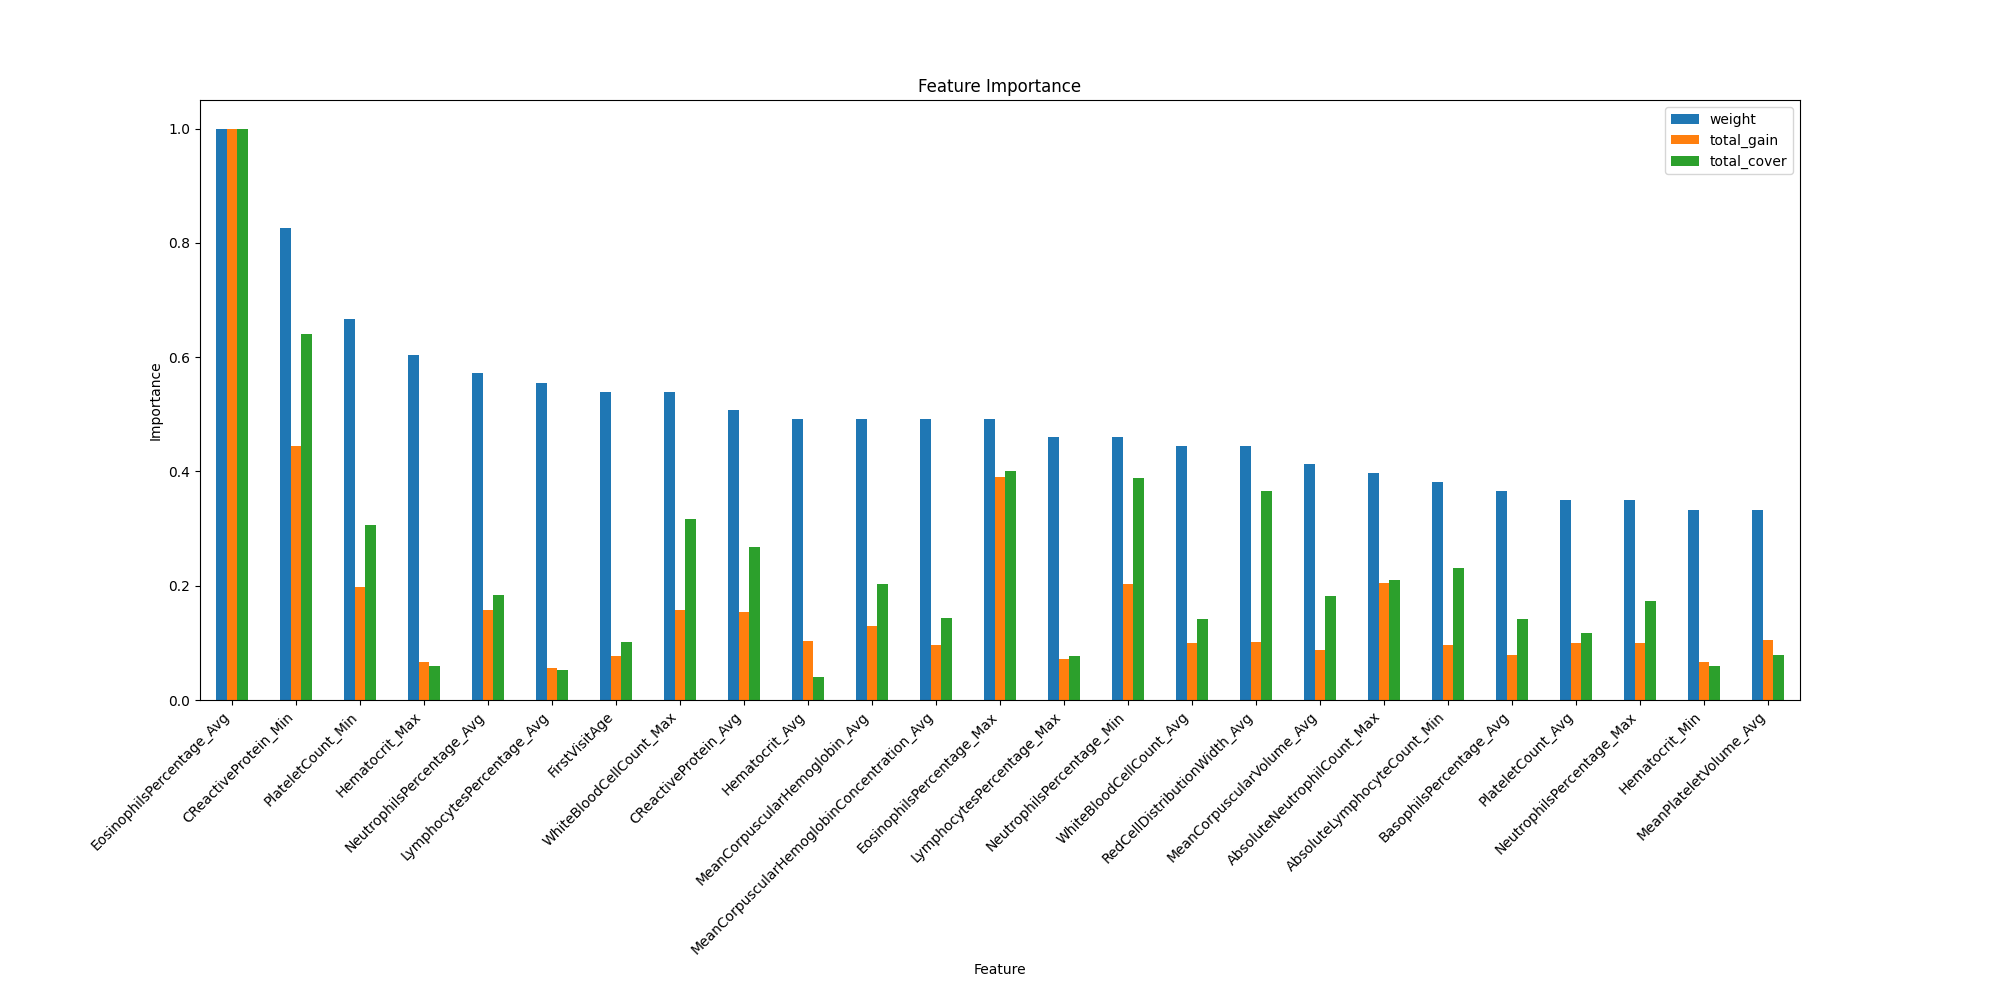 Feature Importance
weight
total_gain
total_cover
Importance
1.0
0.8
0.6
0.4
0.2
0.0
EosinophilsPercentage_Avg
CReactiveProtein_Min
PlateletCount_Min
Hematocrit_Max
NeutrophilsPercentage_Avg
LymphocytesPercentage_Avg
FirstVisitAge
WhiteBloodCellCount_Max
CReactiveProtein_Avg
Hematocrit_Avg
MeanCorpuscularHemoglobin_Avg
MeanCorpuscularHemoglobinConcentration_Avg
EosinophilsPercentage_Max
LymphocytesPercentage_Max
NeutrophilsPercentage_Min
WhiteBloodCellCount_Avg
RedCellDistributionWidth_Avg
MeanCorpuscularVolume_Avg
AbsoluteNeutrophilCount_Max
AbsoluteLymphocyteCount_Min
BasophilsPercentage_Avg
PlateletCount_Avg
NeutrophilsPercentage_Max
Hematocrit_Min
MeanPlateletVolume_Avg
Feature